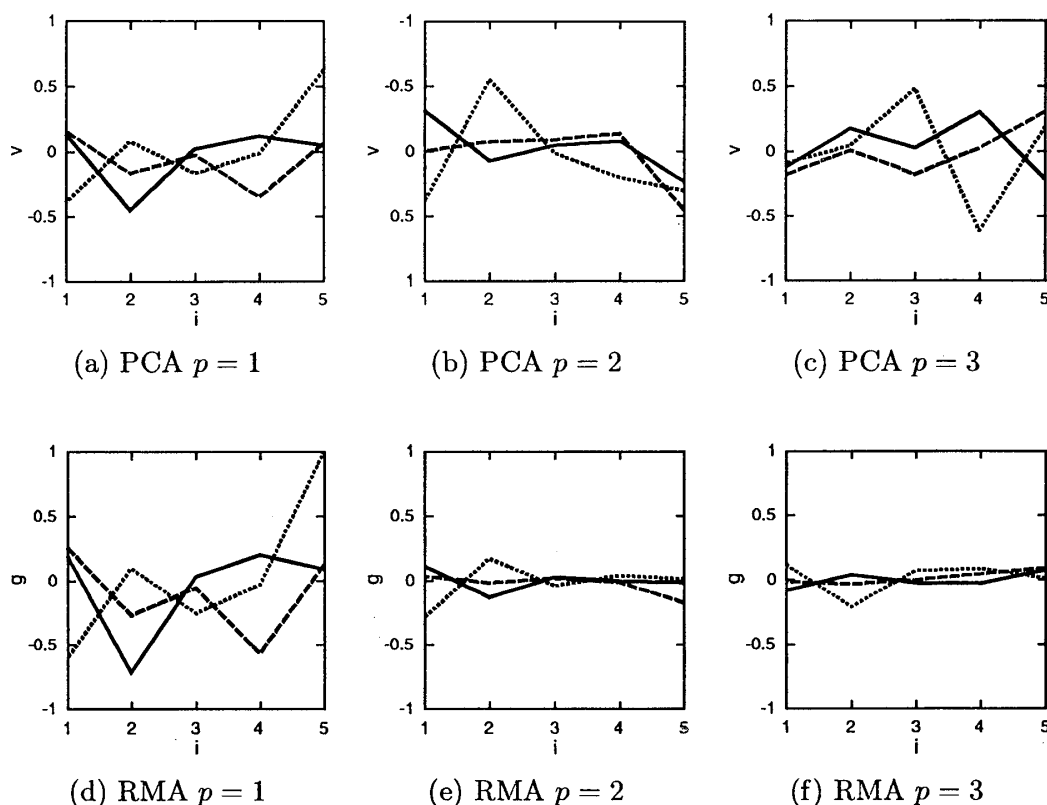 1
0.5
0
-0.5
-1
v
1 2 3 4 5
i
(a) PCA p = 1
-1
-0.5
0
0.5
1
v
1 2 3 4 5
i
(b) PCA p = 2
1
0.5
0
-0.5
-1
v
1 2 3 4 5
i
(c) PCA p = 3
1
0.5
0
-0.5
-1
g
1 2 3 4 5
i
(d) RMA p = 1
1
0.5
0
-0.5
-1
g
1 2 3 4 5
i
(e) RMA p = 2
1
0.5
0
-0.5
-1
g
1 2 3 4 5
i
(f) RMA p = 3